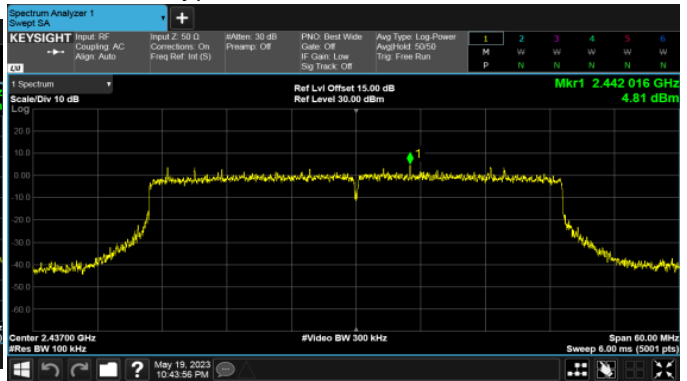 Spectrum Analyzer 1
Swept SA
+
KEYSIGHT Input: RF Input Z: 50 Ω #Atten: 30 dB PNO: Best Wide Avg Type: Log-Power 1 2 3 4 5 6
Coupling: AC Corrections: On Preamp: Off Gate: Off Avg|Hold: 50/50 M W W W W W
Align: Auto Freq Ref: Int (S) IF Gain: Low Trig: Free Run
Sig Track: Off P N N N N N
LXI
1 Spectrum Ref Lvl Offset 15.00 dB Mkr1 2.442 016 GHz
Scale/Div 10 dB Ref Level 30.00 dBm 4.81 dBm
Log
20.0
1
10.0
0.00
-10.0
-20.0
-30.0
-40.0
-50.0
-60.0
Center 2.43700 GHz #Video BW 300 kHz Span 60.00 MHz
#Res BW 100 kHz Sweep 6.00 ms (5001 pts)
? May 19, 2023
10:43:56 PM